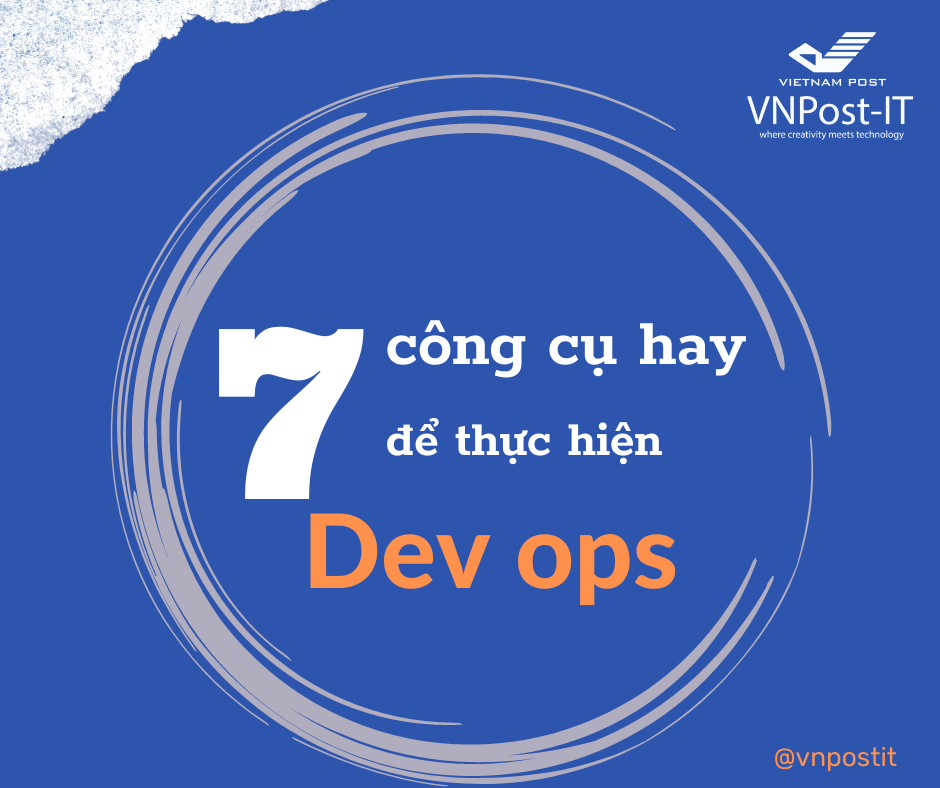 VIETNAM POST
VNPost-IT
where creativity meets technology
7 công cụ hay
để thực hiện
Dev ops
@vnpostit